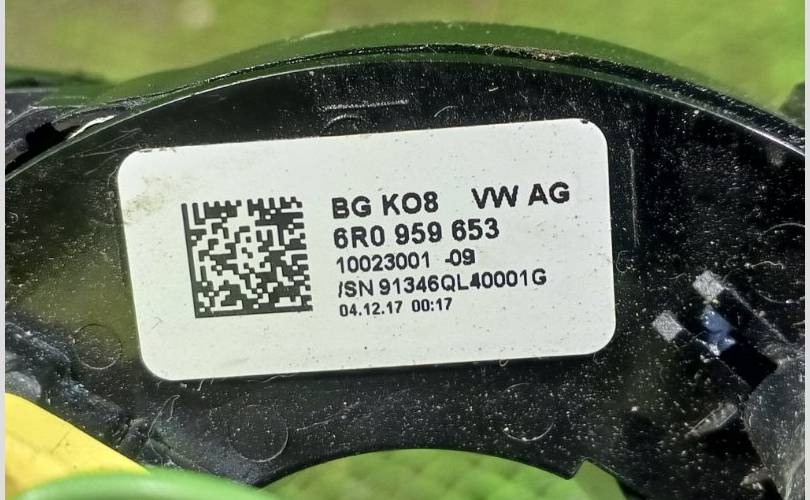 BG KO8 VW AG
6R0 959 653
10023001 -09
/SN 91346QL40001G
04.12.17 00:17